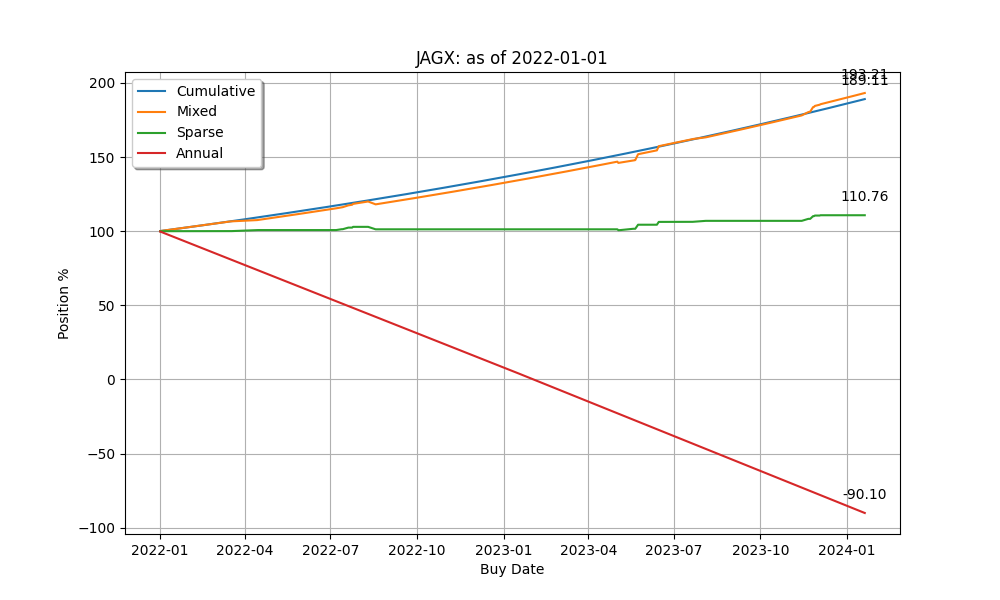 JAGX: as of 2022-01-01
Cumulative
Mixed
Sparse
Annual
193.21
189.11
110.76
-90.10
Position %
200
150
100
50
0
−50
−100
2022-01 2022-04 2022-07 2022-10 2023-01 2023-04 2023-07 2023-10 2024-01
Buy Date